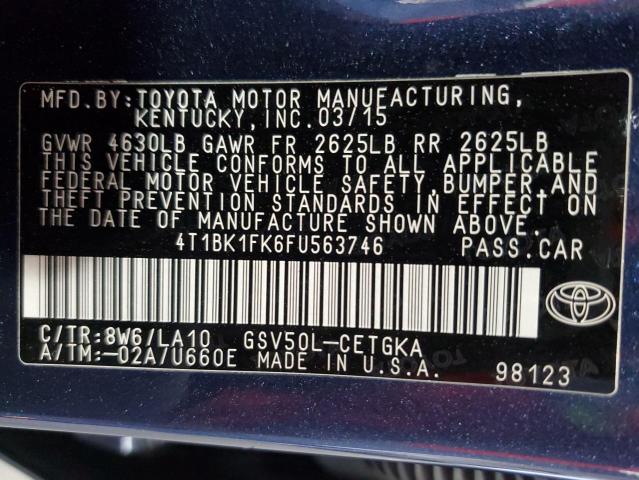 MFD.BY:TOYOTA MOTOR MANUFACTURING,
KENTUCKY,INC.03/15
GVWR 4630LB GAWR FR 2625LB RR 2625LB
THIS VEHICLE CONFORMS TO ALL APPLICABLE
FEDERAL MOTOR VEHICLE SAFETY,BUMPER,AND
THEFT PREVENTION STANDARDS IN EFFECT ON
THE DATE OF MANUFACTURE SHOWN ABOVE.
4T1BK1FK6FU563746 PASS.CAR
C/TR:8W6/LA10 GSV50L-CETGKA
A/TM:-02A/U660E MADE IN U.S.A.
98123